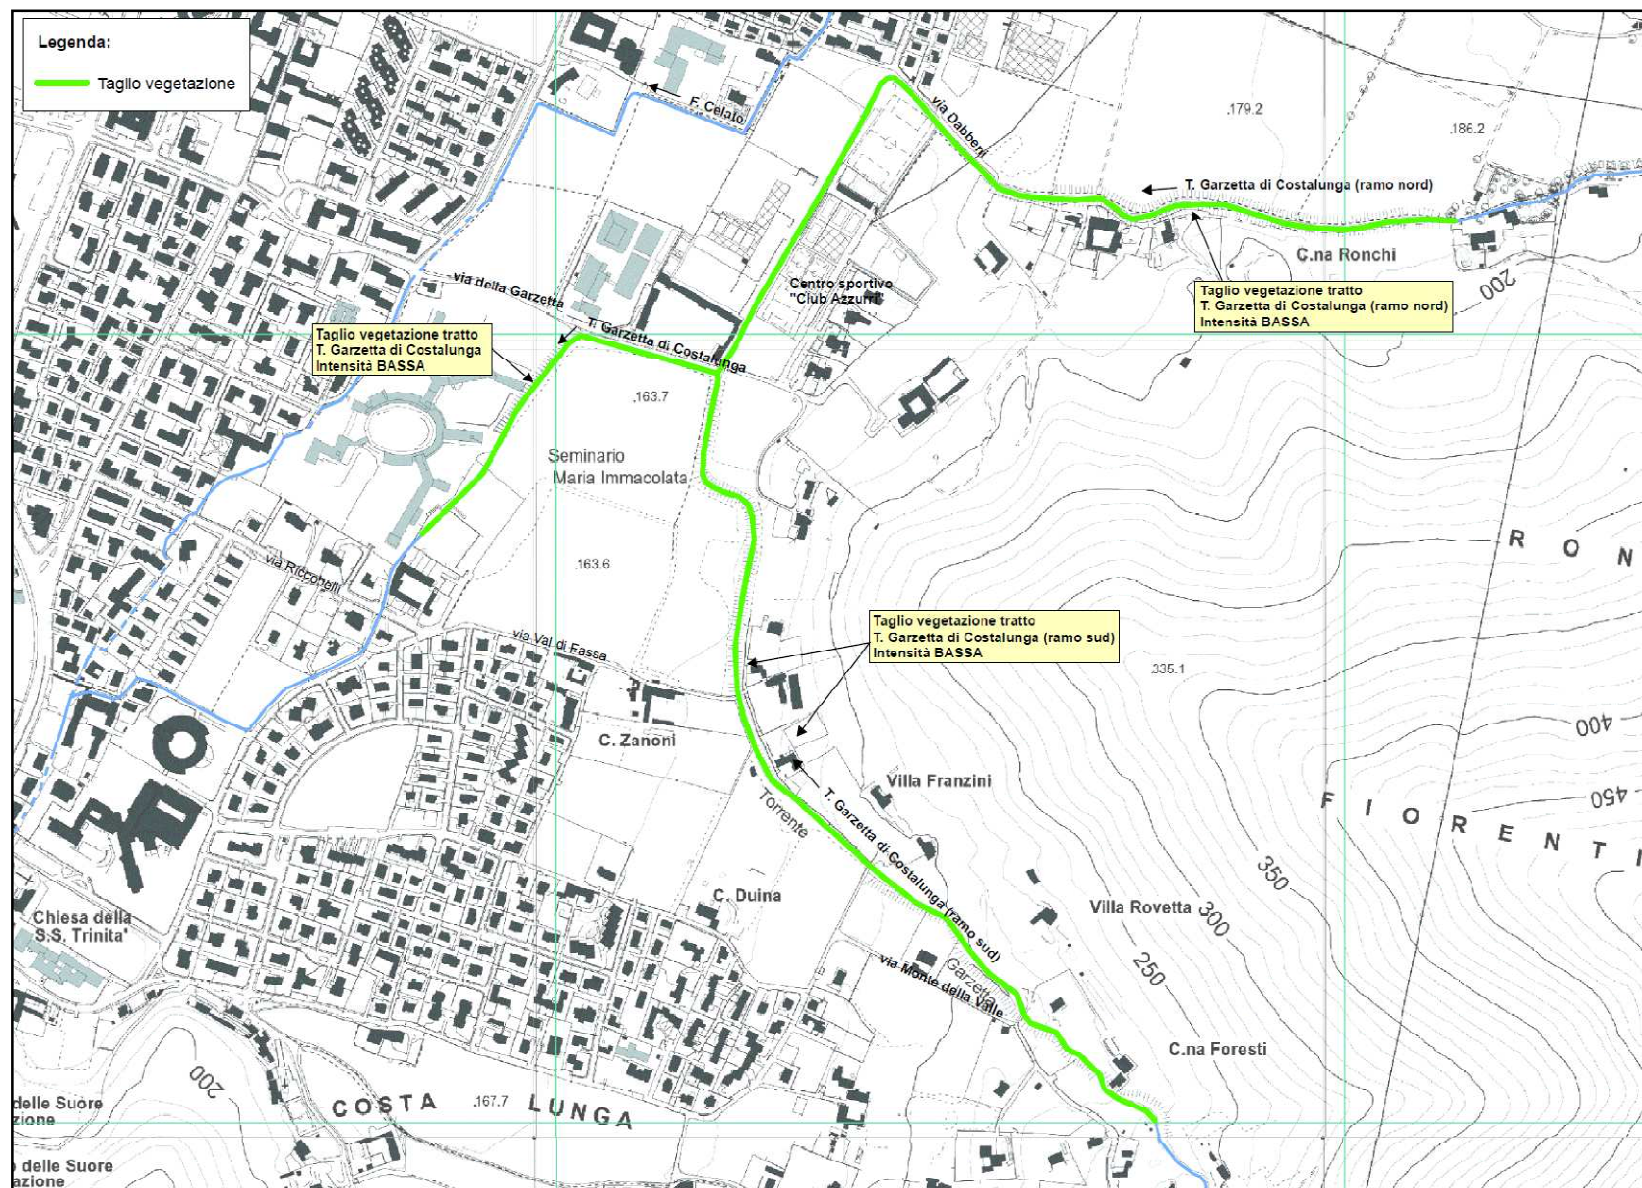 Legenda:
Taglio vegetazione
F. Celato
via Dabbeni
.179.2
186.2
T. Garzetta di Costalunga (ramo nord)
C.na Ronchi
200
via della Garzetta
Centro sportivo
"Club Azzurri"
Taglio vegetazione tratto
T. Garzetta di Costalunga (ramo nord)
Intensità BASSA
Taglio vegetazione tratto
T. Garzetta di Costalunga
Intensità BASSA
T. Garzetta di Costalunga
.163.7
Seminario
Maria Immacolata
.163.6
via Riccobelli
via Val di Fassa
Taglio vegetazione tratto
T. Garzetta di Costalunga (ramo sud)
Intensità BASSA
.335.1
R O N
C. Zanoni
Villa Franzini
400
450
F I O R E N T I
Torrente
T. Garzetta di Costalunga (ramo sud)
350
C. Duina
Villa Rovetta
300
250
Chiesa della
S.S. Trinita'
Garzetta
via Monte della Valle
C.na Foresti
200
COSTA LUNGA
.167.7
delle Suore
zione
delle Suore
azione